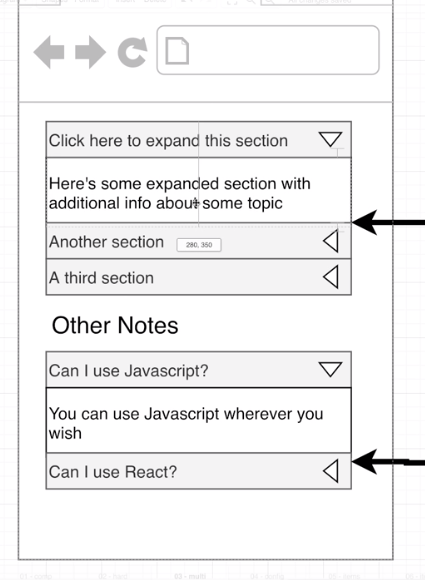 Click here to expand this section
Here's some expanded section with
additional info about some topic
Another section
280, 350
A third section
Other Notes
Can I use Javascript?
You can use Javascript wherever you
wish
Can I use React?